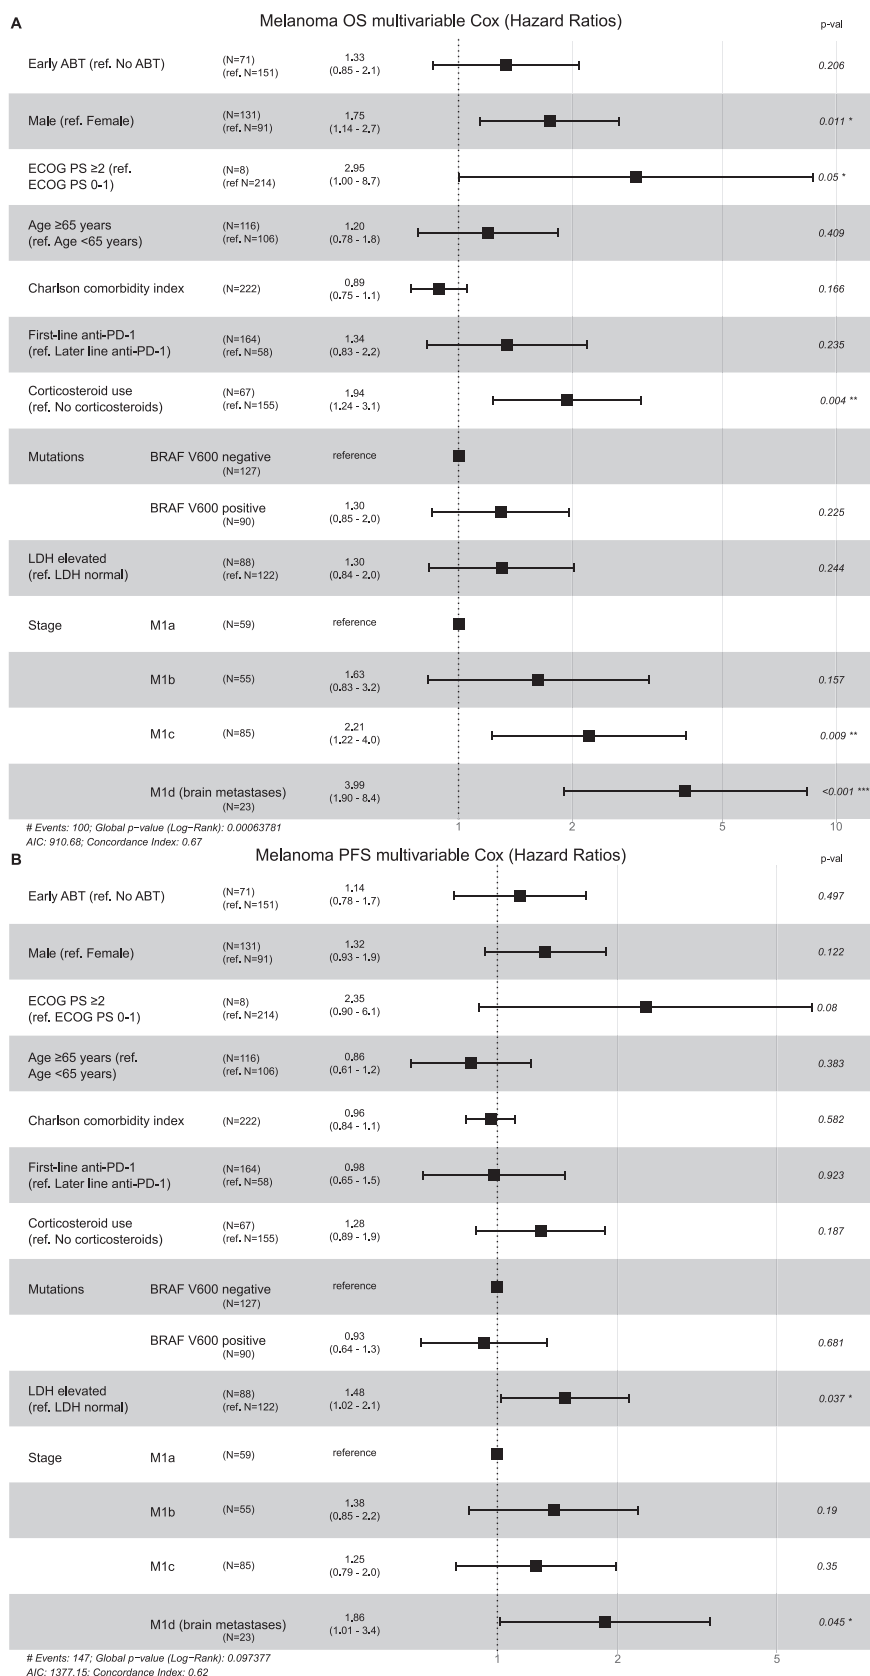 A
Melanoma OS multivariable Cox (Hazard Ratios)
p-val
Early ABT (ref. No ABT)
(N=71)
(ref. N=151)
1.33
(0.85 - 2.1)
0.206
Male (ref. Female)
(N=131)
(ref. N=91)
1.75
(1.14 - 2.7)
0.011 *
ECOG PS ≥2 (ref.
ECOG PS 0-1)
(N=8)
(ref N=214)
2.95
(1.00 - 8.7)
0.05 *
Age ≥65 years
(ref. Age <65 years)
(N=116)
(ref. N=106)
1.20
(0.78 - 1.8)
0.409
Charlson comorbidity index
(N=222)
0.89
(0.75 - 1.1)
0.166
First-line anti-PD-1
(ref. Later line anti-PD-1)
(N=164)
(ref. N=58)
1.34
(0.83 - 2.2)
0.235
Corticosteroid use
(ref. No corticosteroids)
(N=67)
(ref. N=155)
1.94
(1.24 - 3.1)
0.004 **
Mutations
BRAF V600 negative
(N=127)
reference
BRAF V600 positive
(N=90)
1.30
(0.85 - 2.0)
0.225
LDH elevated
(ref. LDH normal)
(N=88)
(ref. N=122)
1.30
(0.84 - 2.0)
0.244
Stage
M1a
(N=59)
reference
M1b
(N=55)
1.63
(0.83 - 3.2)
0.157
M1c
(N=85)
2.21
(1.22 - 4.0)
0.009 **
M1d (brain metastases)
(N=23)
3.99
(1.90 - 8.4)
<0.001 ***
# Events: 100; Global p−value (Log−Rank): 0.00063781
AIC: 910.68; Concordance Index: 0.67
1
2
5
10
B
Melanoma PFS multivariable Cox (Hazard Ratios)
p-val
Early ABT (ref. No ABT)
(N=71)
(ref. N=151)
1.14
(0.78 - 1.7)
0.497
Male (ref. Female)
(N=131)
(ref. N=91)
1.32
(0.93 - 1.9)
0.122
ECOG PS ≥2
(ref. ECOG PS 0-1)
(N=8)
(ref. N=214)
2.35
(0.90 - 6.1)
0.08
Age ≥65 years (ref.
Age <65 years)
(N=116)
(ref. N=106)
0.86
(0.61 - 1.2)
0.383
Charlson comorbidity index
(N=222)
0.96
(0.84 - 1.1)
0.582
First-line anti-PD-1
(ref. Later line anti-PD-1)
(N=164)
(ref. N=58)
0.98
(0.65 - 1.5)
0.923
Corticosteroid use
(ref. No corticosteroids)
(N=67)
(ref. N=155)
1.28
(0.89 - 1.9)
0.187
Mutations
BRAF V600 negative
(N=127)
reference
BRAF V600 positive
(N=90)
0.93
(0.64 - 1.3)
0.681
LDH elevated
(ref. LDH normal)
(N=88)
(ref. N=122)
1.48
(1.02 - 2.1)
0.037 *
Stage
M1a
(N=59)
reference
M1b
(N=55)
1.38
(0.85 - 2.2)
0.19
M1c
(N=85)
1.25
(0.79 - 2.0)
0.35
M1d (brain metastases)
(N=23)
1.86
(1.01 - 3.4)
0.045 *
# Events: 147; Global p−value (Log−Rank): 0.097377
AIC: 1377.15; Concordance Index: 0.62
1
2
5